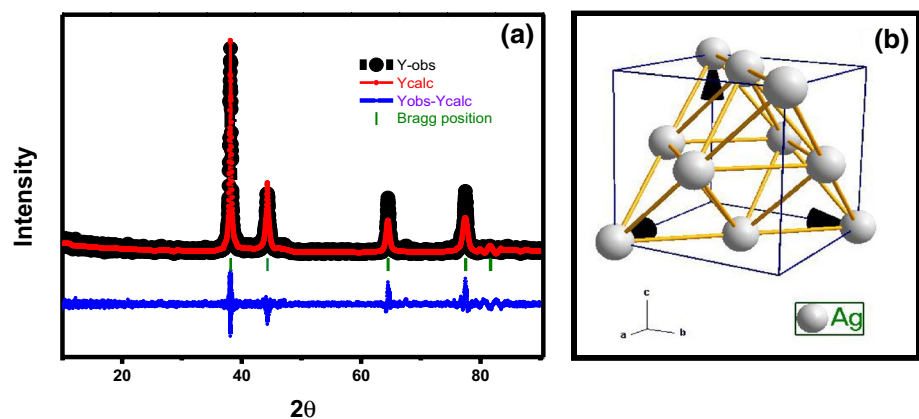 (a)
Y-obs
Ycalc
Yobs-Ycalc
Bragg position
Intensity
20
40
60
80
2θ
(b)
c
a
b
Ag